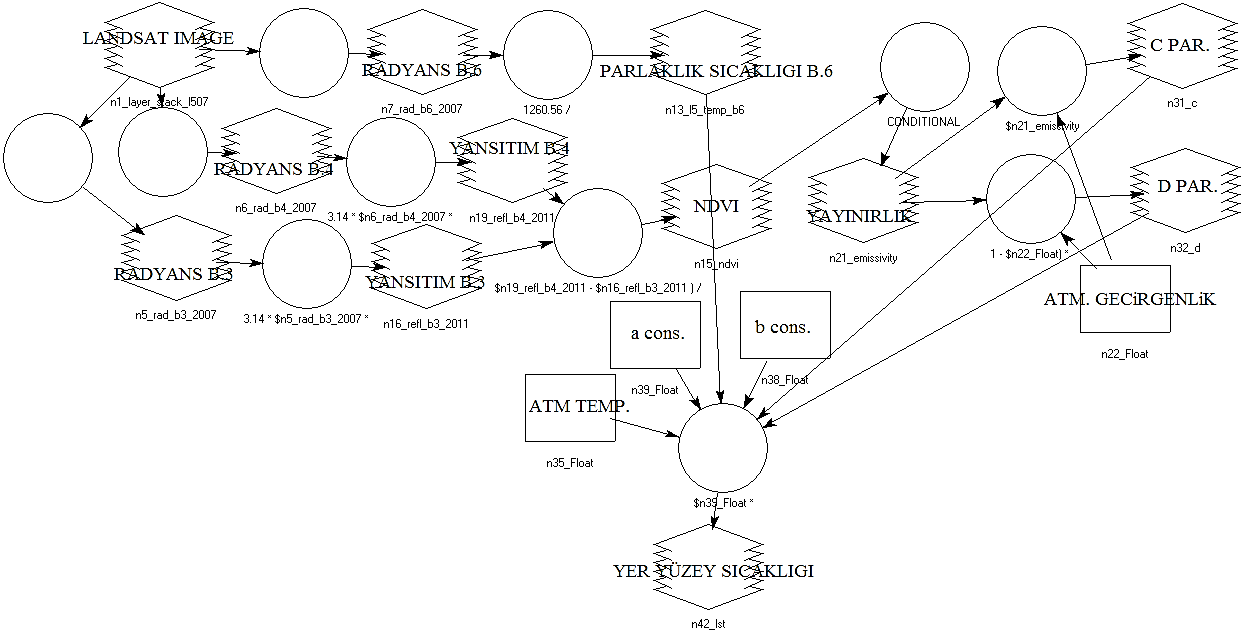 LANDSAT IMAGE
n1_layer_stack_l507
RADYANS B.6
n7_rad_b6_2007
1260.56 /
PARLAKLIK SICAKLIGI B.6
n13_l5_temp_b6
CONDITIONAL
$n21_emissivity
C PAR.
n31_c
RADYANS B.4
n6_rad_b4_2007
3.14 * $n6_rad_b4_2007 *
YANSITIM B.4
n19_refl_b4_2011
NDVI
n15_ndvi
YAYINIRLIK
n21_emissivity
1 - $n22_Float) *
D PAR.
n32_d
RADYANS B.3
n5_rad_b3_2007
3.14 * $n5_rad_b3_2007 *
YANSITIM B.3
n16_refl_b3_2011
$n19_refl_b4_2011 - $n16_refl_b3_2011 ) /
ATM. GECiRGENLiK
n22_Float
a cons.
n39_Float
b cons.
n38_Float
ATM TEMP.
n35_Float
$n39_Float *
YER YÜZEY SICAKLIGI
n42_lst